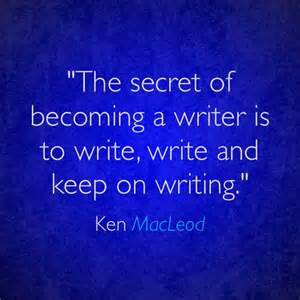 "The secret of
becoming a writer is
to write, write and
keep on writing."
Ken MacLeod